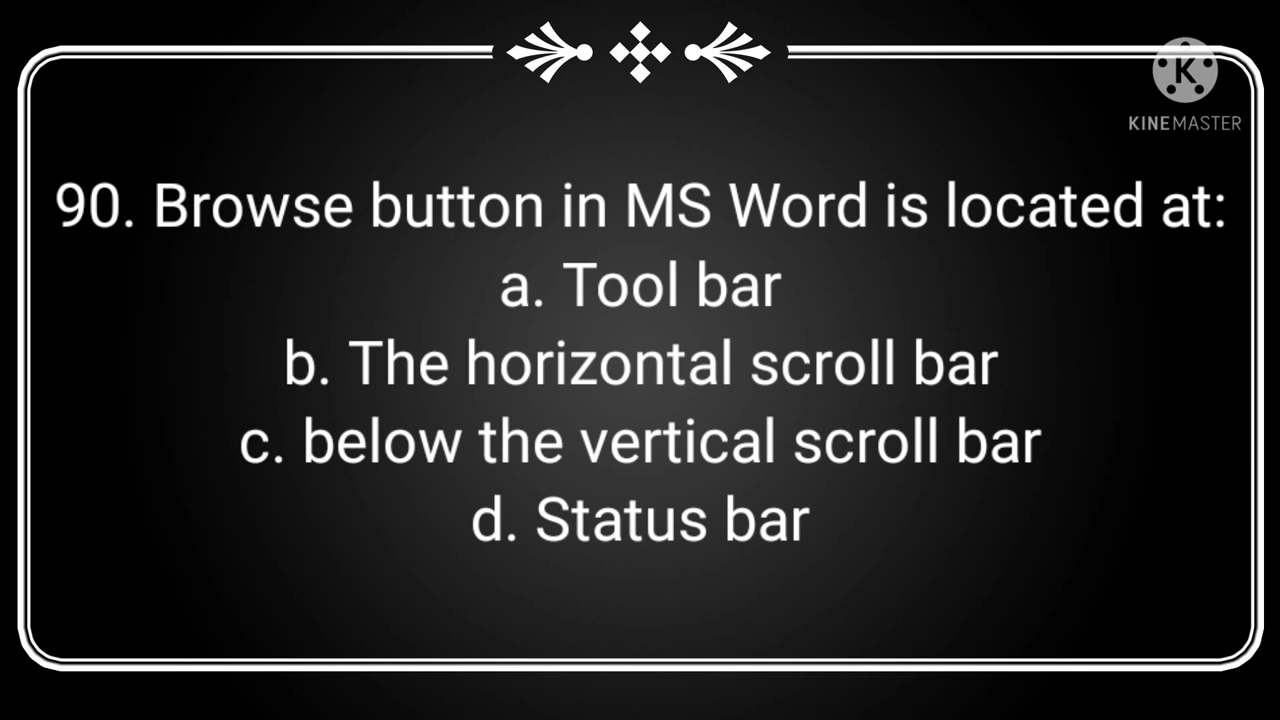 K
KINEMASTER
90. Browse button in MS Word is located at:
a. Tool bar
b. The horizontal scroll bar
c. below the vertical scroll bar
d. Status bar